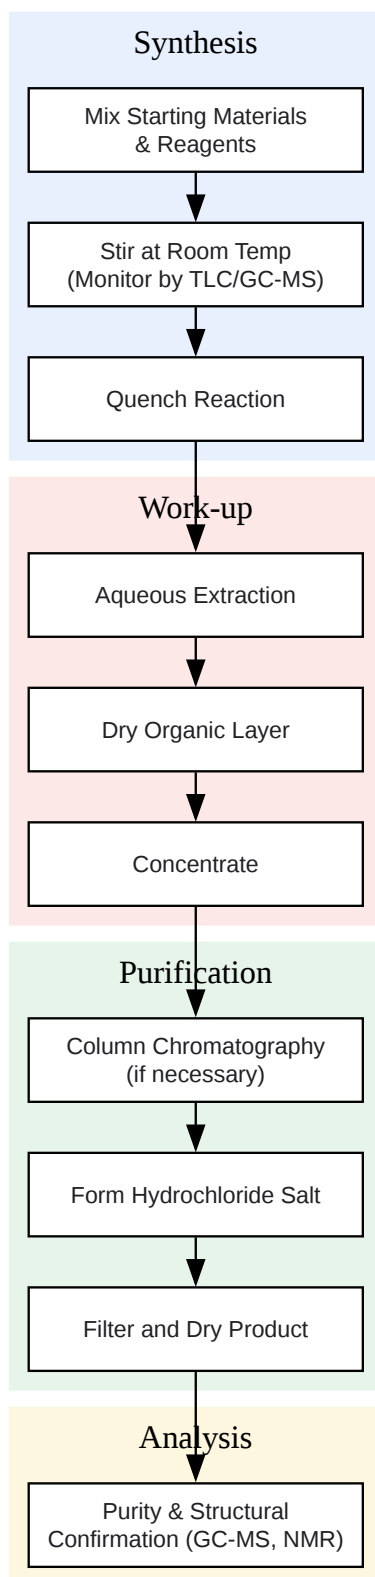 Synthesis
Mix Starting Materials
& Reagents
Stir at Room Temp
(Monitor by TLC/GC-MS)
Quench Reaction
Work-up
Aqueous Extraction
Dry Organic Layer
Concentrate
Purification
Column Chromatography
(if necessary)
Form Hydrochloride Salt
Filter and Dry Product
Analysis
Purity & Structural
Confirmation (GC-MS, NMR)